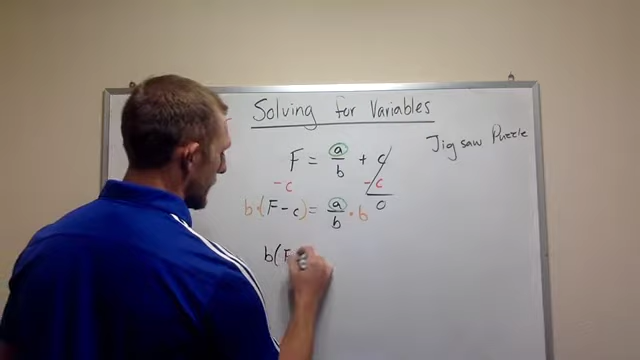 Solving for Variables
Jigsaw Puzzle
F = a/b + c
-c -c
0
b·(F-c) = a/b · b
b(F